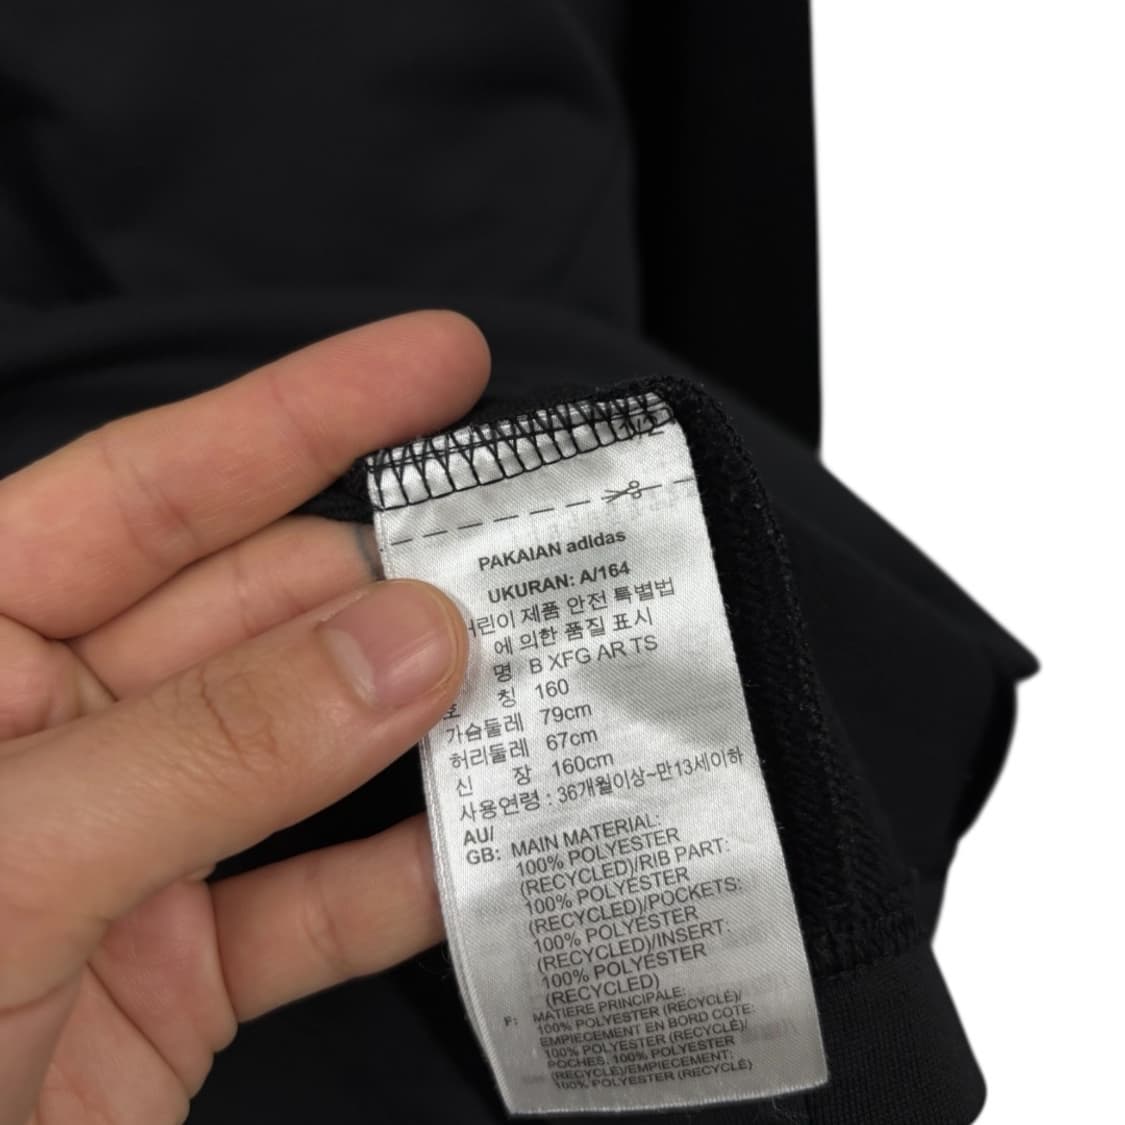 1/2
PAKAIAN adidas
UKURAN: A/164
어린이 제품 안전 특별법
에 의한 품질 표시
명 B XFG AR TS
호 칭 160
가슴둘레 79cm
허리둘레 67cm
신 장 160cm
사용연령 : 36개월이상~만13세이하
AU/
GB: MAIN MATERIAL:
100% POLYESTER
(RECYCLED)/RIB PART:
100% POLYESTER
(RECYCLED)/POCKETS:
100% POLYESTER
(RECYCLED)/INSERT:
100% POLYESTER
(RECYCLED)
F: MATIERE PRINCIPALE:
100% POLYESTER (RECYCLÉ)/
EMPIECEMENT EN BORD COTE:
100% POLYESTER (RECYCLÉ)/
POCHES: 100% POLYESTER
(RECYCLÉ)/EMPIECEMENT:
100% POLYESTER (RECYCLÉ)